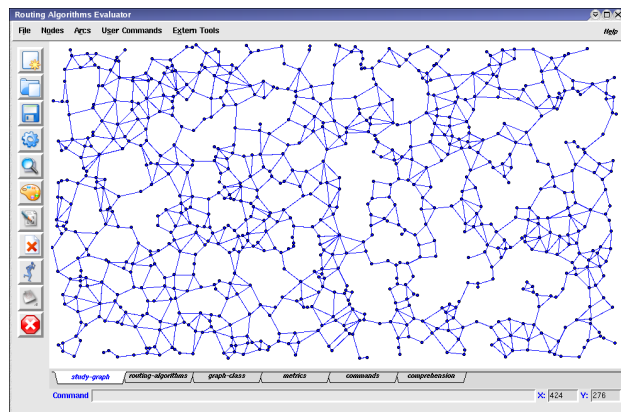 Routing Algorithms Evaluator
File Nodes Arcs User Commands Extern Tools Help
study-graph routing-algorithms graph-class metrics commands comprehension
Command X: 424 Y: 276